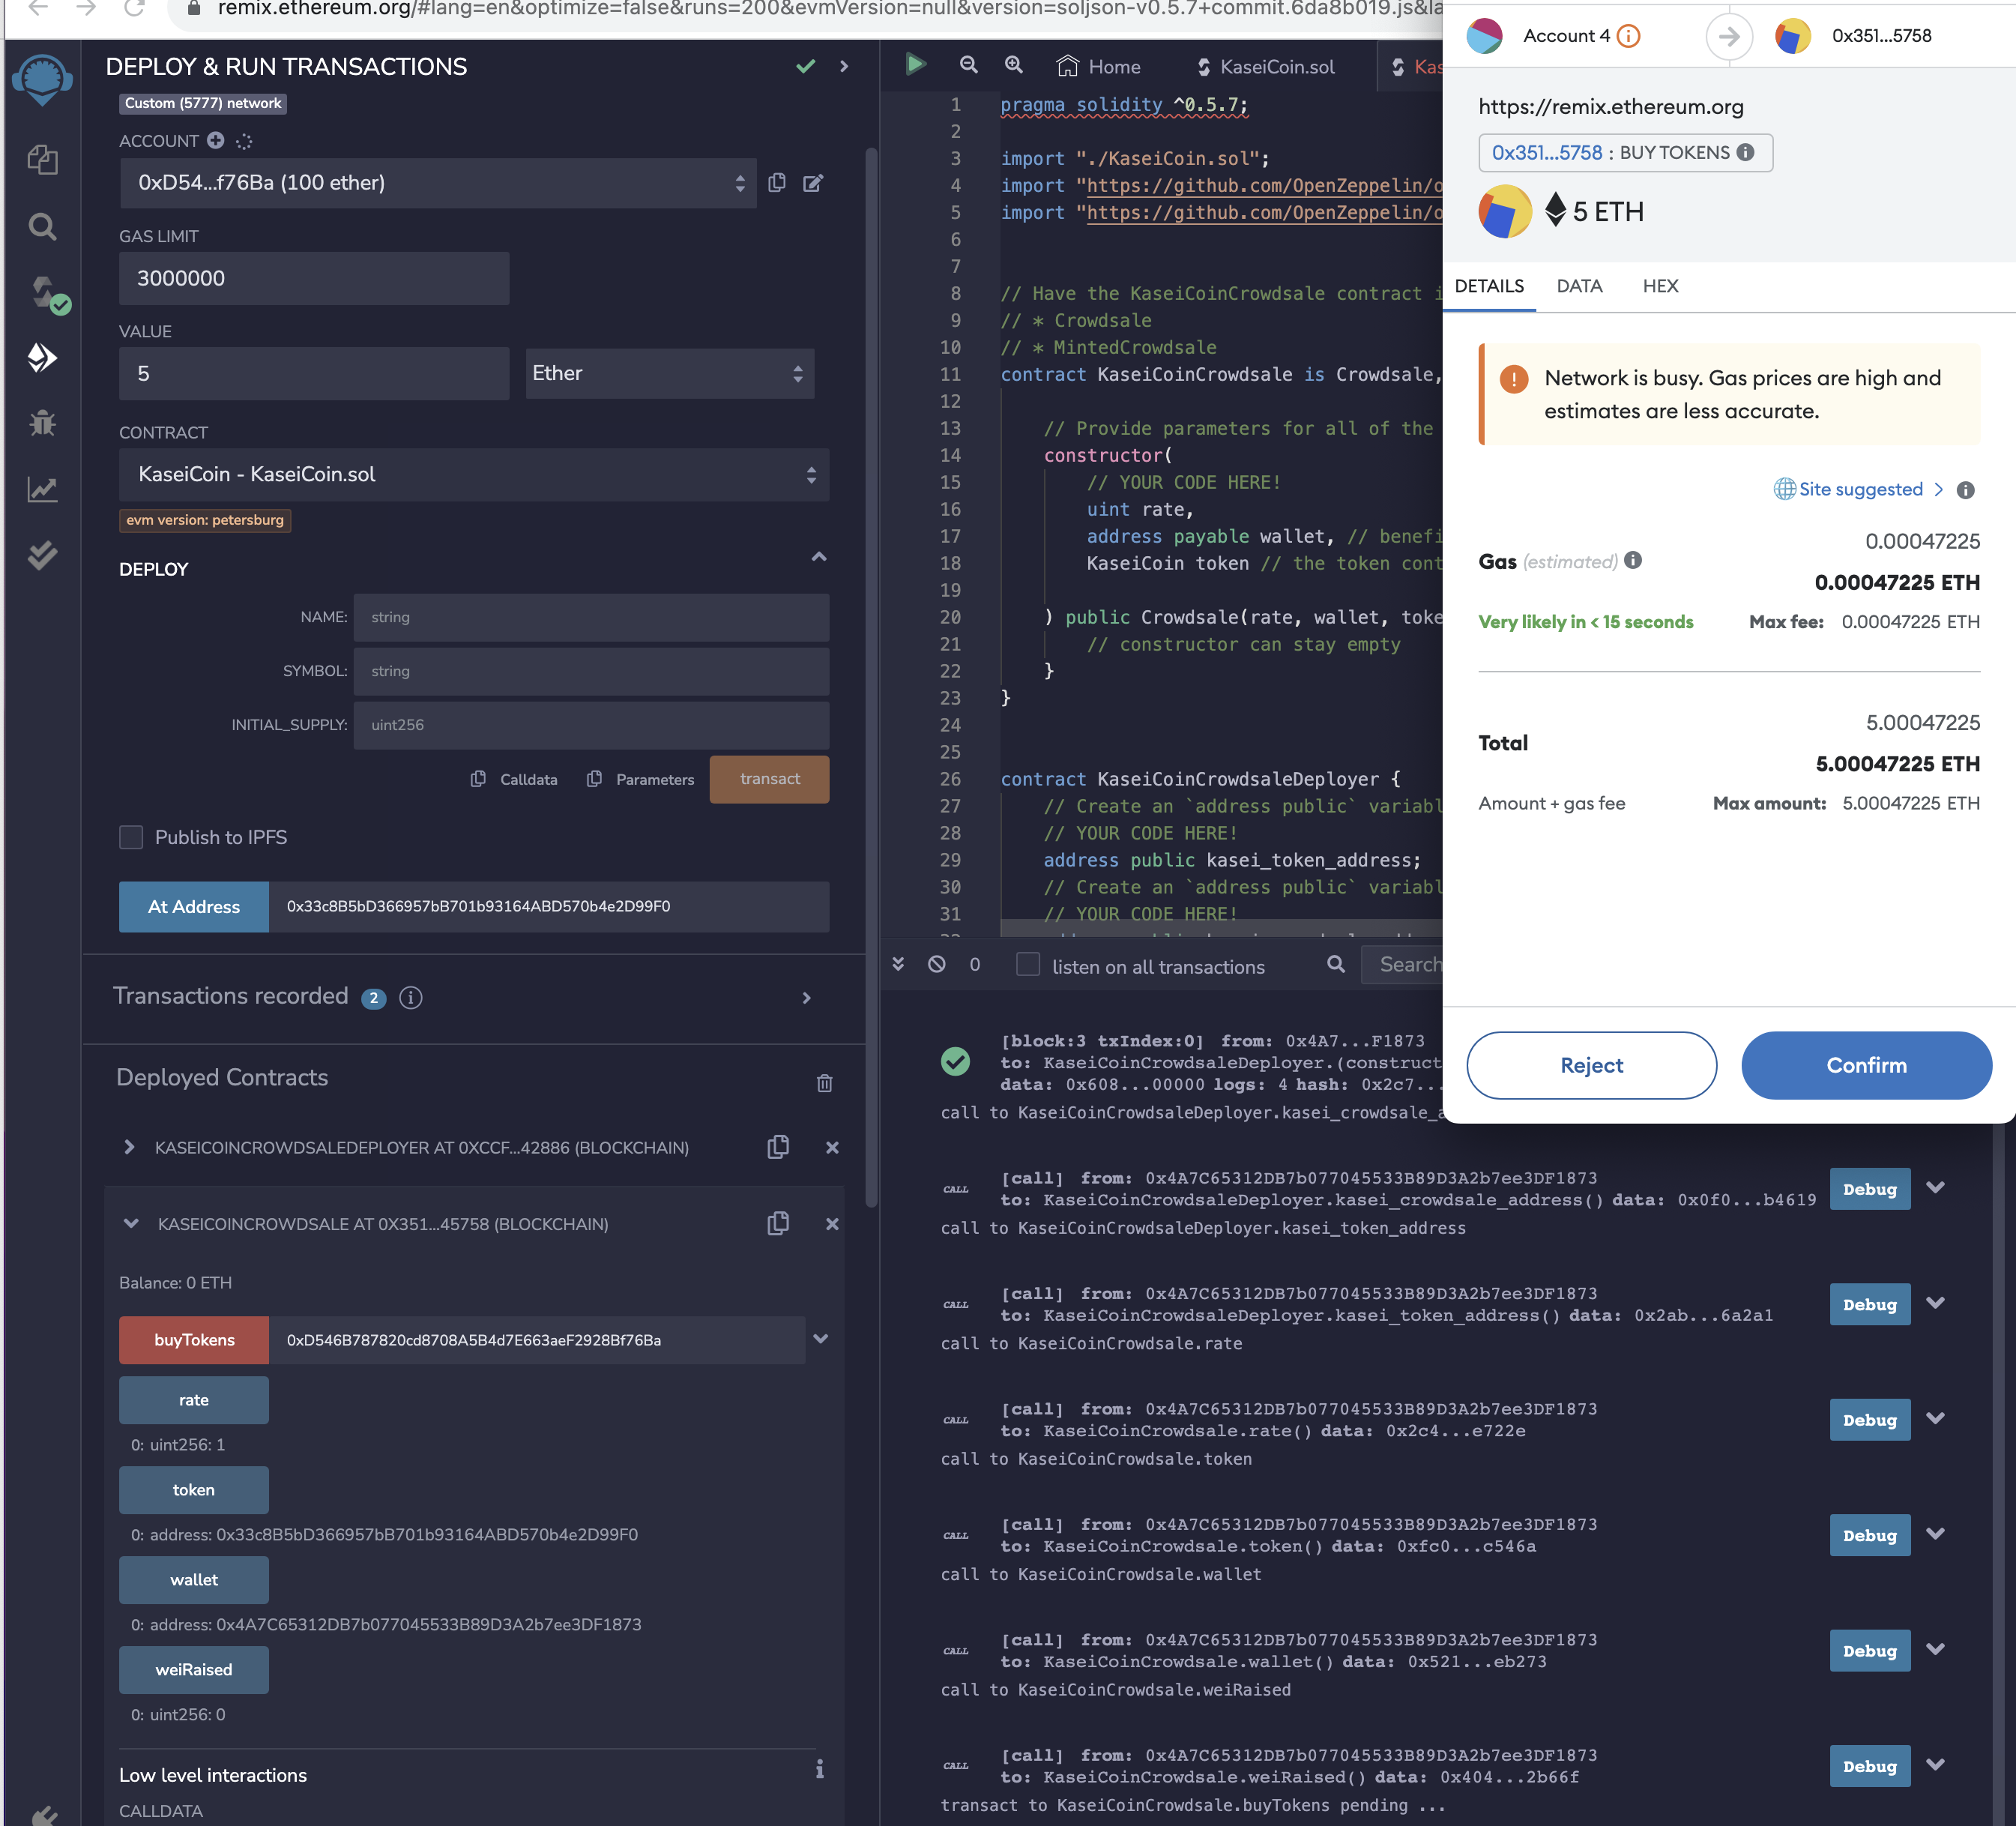 remix.ethereum.org/#lang=en&optimize=false&runs=200&evmVersion=null&version=soljson-v0.5.7+commit.6da8b019.js&la
DEPLOY & RUN TRANSACTIONS
Custom (5777) network
ACCOUNT
0xD54...f76Ba (100 ether)
GAS LIMIT
3000000
VALUE
5
Ether
CONTRACT
KaseiCoin - KaseiCoin.sol
evm version: petersburg
DEPLOY
NAME: string
SYMBOL: string
INITIAL_SUPPLY: uint256
Calldata Parameters transact
Publish to IPFS
At Address 0x33c8B5bD366957bB701b93164ABD570b4e2D99F0
Transactions recorded 2 i
Deployed Contracts
KASEICOINCROWDSALEDEPLOYER AT 0XCCF...42886 (BLOCKCHAIN)
KASEICOINCROWDSALE AT 0X351...45758 (BLOCKCHAIN)
Balance: 0 ETH
buyTokens 0xD546B787820cd8708A5B4d7E663aeF2928Bf76Ba
rate
0: uint256: 1
token
0: address: 0x33c8B5bD366957bB701b93164ABD570b4e2D99F0
wallet
0: address: 0x4A7C65312DB7b077045533B89D3A2b7ee3DF1873
weiRaised
0: uint256: 0
Low level interactions
CALLDATA
Home KaseiCoin.sol Kas
1 pragma solidity ^0.5.7;
2
3 import "./KaseiCoin.sol";
4 import "https://github.com/OpenZeppelin/o
5 import "https://github.com/OpenZeppelin/o
6
7
8 // Have the KaseiCoinCrowdsale contract i
9 // * Crowdsale
10 // * MintedCrowdsale
11 contract KaseiCoinCrowdsale is Crowdsale,
12
13 // Provide parameters for all of the
14 constructor(
15 // YOUR CODE HERE!
16 uint rate,
17 address payable wallet, // benefi
18 KaseiCoin token // the token cont
19
20 ) public Crowdsale(rate, wallet, toke
21 // constructor can stay empty
22 }
23 }
24
25
26 contract KaseiCoinCrowdsaleDeployer {
27 // Create an `address public` variabl
28 // YOUR CODE HERE!
29 address public kasei_token_address;
30 // Create an `address public` variabl
31 // YOUR CODE HERE!
0 listen on all transactions Search
[block:3 txIndex:0] from: 0x4A7...F1873
to: KaseiCoinCrowdsaleDeployer.(construct
data: 0x608...00000 logs: 4 hash: 0x2c7...
call to KaseiCoinCrowdsaleDeployer.kasei_crowdsale_a
CALL [call] from: 0x4A7C65312DB7b077045533B89D3A2b7ee3DF1873
to: KaseiCoinCrowdsaleDeployer.kasei_crowdsale_address() data: 0x0f0...b4619 Debug
call to KaseiCoinCrowdsaleDeployer.kasei_token_address
CALL [call] from: 0x4A7C65312DB7b077045533B89D3A2b7ee3DF1873
to: KaseiCoinCrowdsaleDeployer.kasei_token_address() data: 0x2ab...6a2a1 Debug
call to KaseiCoinCrowdsale.rate
CALL [call] from: 0x4A7C65312DB7b077045533B89D3A2b7ee3DF1873
to: KaseiCoinCrowdsale.rate() data: 0x2c4...e722e Debug
call to KaseiCoinCrowdsale.token
CALL [call] from: 0x4A7C65312DB7b077045533B89D3A2b7ee3DF1873
to: KaseiCoinCrowdsale.token() data: 0xfc0...c546a Debug
call to KaseiCoinCrowdsale.wallet
CALL [call] from: 0x4A7C65312DB7b077045533B89D3A2b7ee3DF1873
to: KaseiCoinCrowdsale.wallet() data: 0x521...eb273 Debug
call to KaseiCoinCrowdsale.weiRaised
CALL [call] from: 0x4A7C65312DB7b077045533B89D3A2b7ee3DF1873
to: KaseiCoinCrowdsale.weiRaised() data: 0x404...2b66f Debug
transact to KaseiCoinCrowdsale.buyTokens pending ...
Account 4 0x351...5758
https://remix.ethereum.org
0x351...5758 : BUY TOKENS
5 ETH
DETAILS DATA HEX
Network is busy. Gas prices are high and
estimates are less accurate.
Site suggested >
0.00047225
Gas (estimated) 0.00047225 ETH
Very likely in < 15 seconds Max fee: 0.00047225 ETH
5.00047225
Total 5.00047225 ETH
Amount + gas fee Max amount: 5.00047225 ETH
Reject Confirm